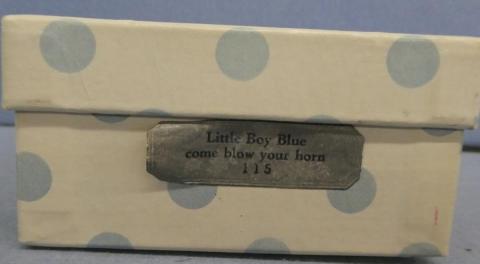 Little Boy Blue
come blow your horn
115